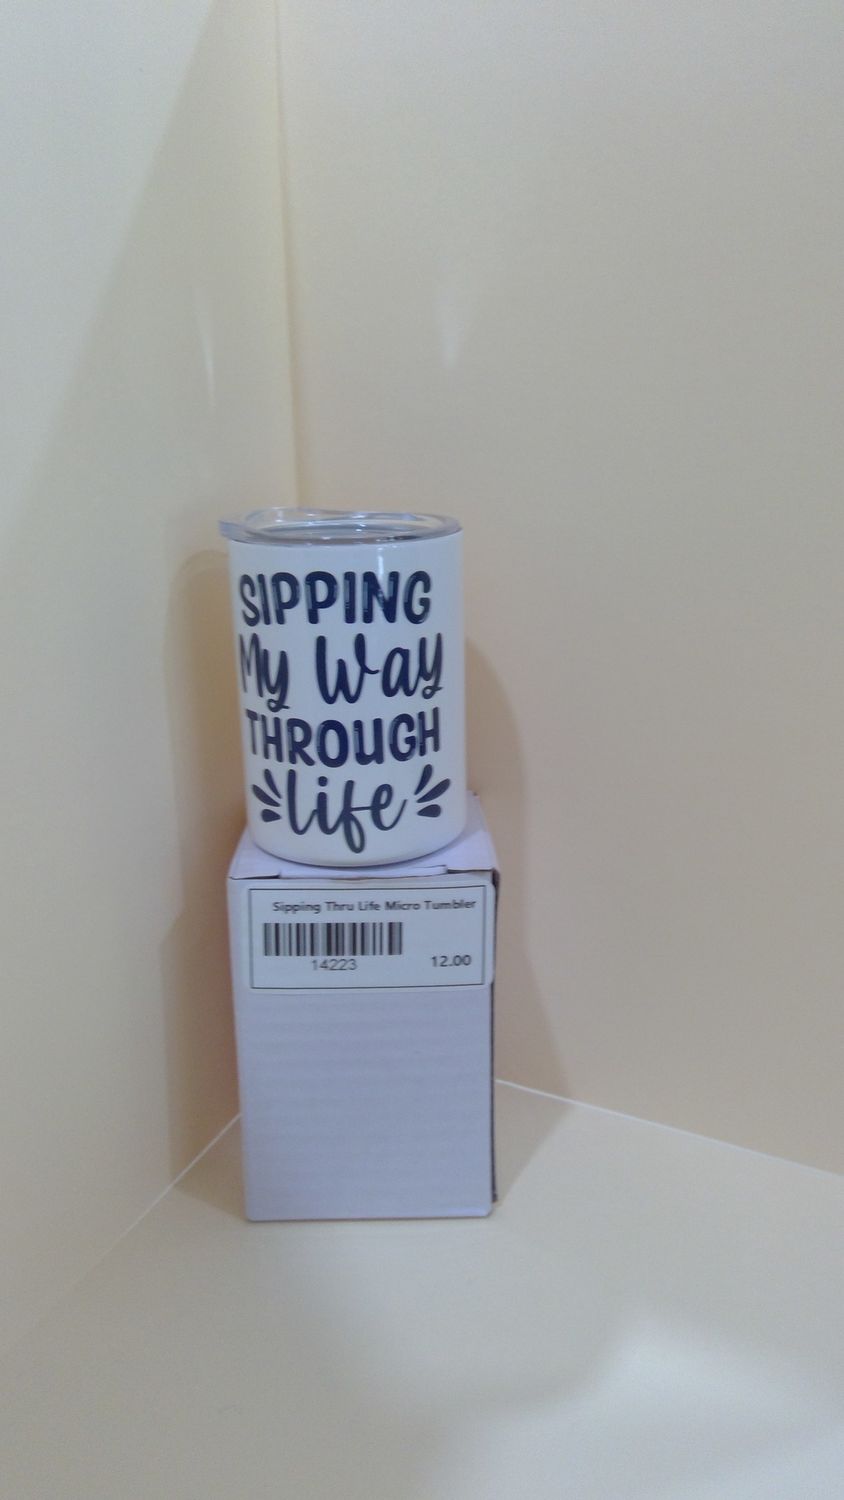 SIPPING
My Way
THROUGH
life
Sipping Thru Life Micro Tumbler
14223
12.00